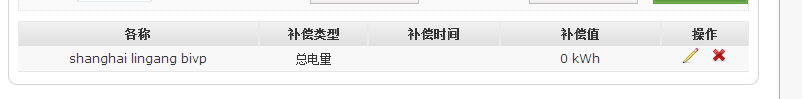 各称 补偿类型 补偿时间 补偿值 操作
shanghai lingang bivp 总电量 0 kWh